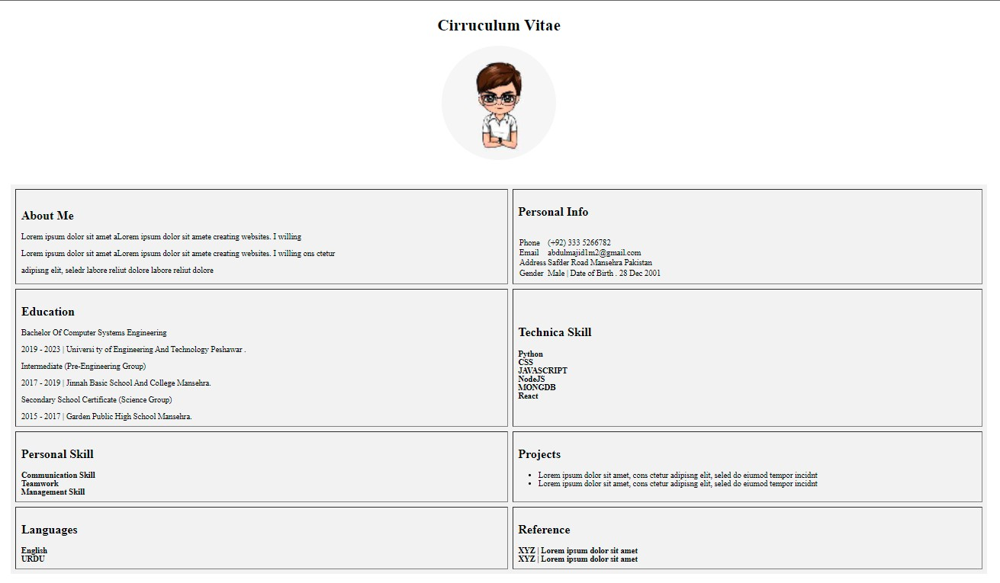 Cirruculum Vitae
About Me
Lorem ipsum dolor sit amet aLorem ipsum dolor sit amete creating websites. I willing
Lorem ipsum dolor sit amet aLorem ipsum dolor sit amete creating websites. I willing ons ctetur
adipisng elit, seledr labore reliut dolore labore reliut dolore
Personal Info
Phone (+92) 333 5266782
Email abdulmajid1m2@gmail.com
Address Safder Road Mansehra Pakistan
Gender Male | Date of Birth . 28 Dec 2001
Education
Bachelor Of Computer Systems Engineering
2019 - 2023 | Universi ty of Engineering And Technology Peshawar .
Intermediate (Pre-Engineering Group)
2017 - 2019 | Jinnah Basic School And College Mansehra.
Secondary School Certificate (Science Group)
2015 - 2017 | Garden Public High School Mansehra.
Technica Skill
Python
CSS
JAVASCRIPT
NodeJS
MONGDB
React
Personal Skill
Communication Skill
Teamwork
Management Skill
Projects
• Lorem ipsum dolor sit amet, cons ctetur adipisng elit, seled do eiumod tempor incidnt
• Lorem ipsum dolor sit amet, cons ctetur adipisng elit, seled do eiumod tempor incidnt
Languages
English
URDU
Reference
XYZ | Lorem ipsum dolor sit amet
XYZ | Lorem ipsum dolor sit amet